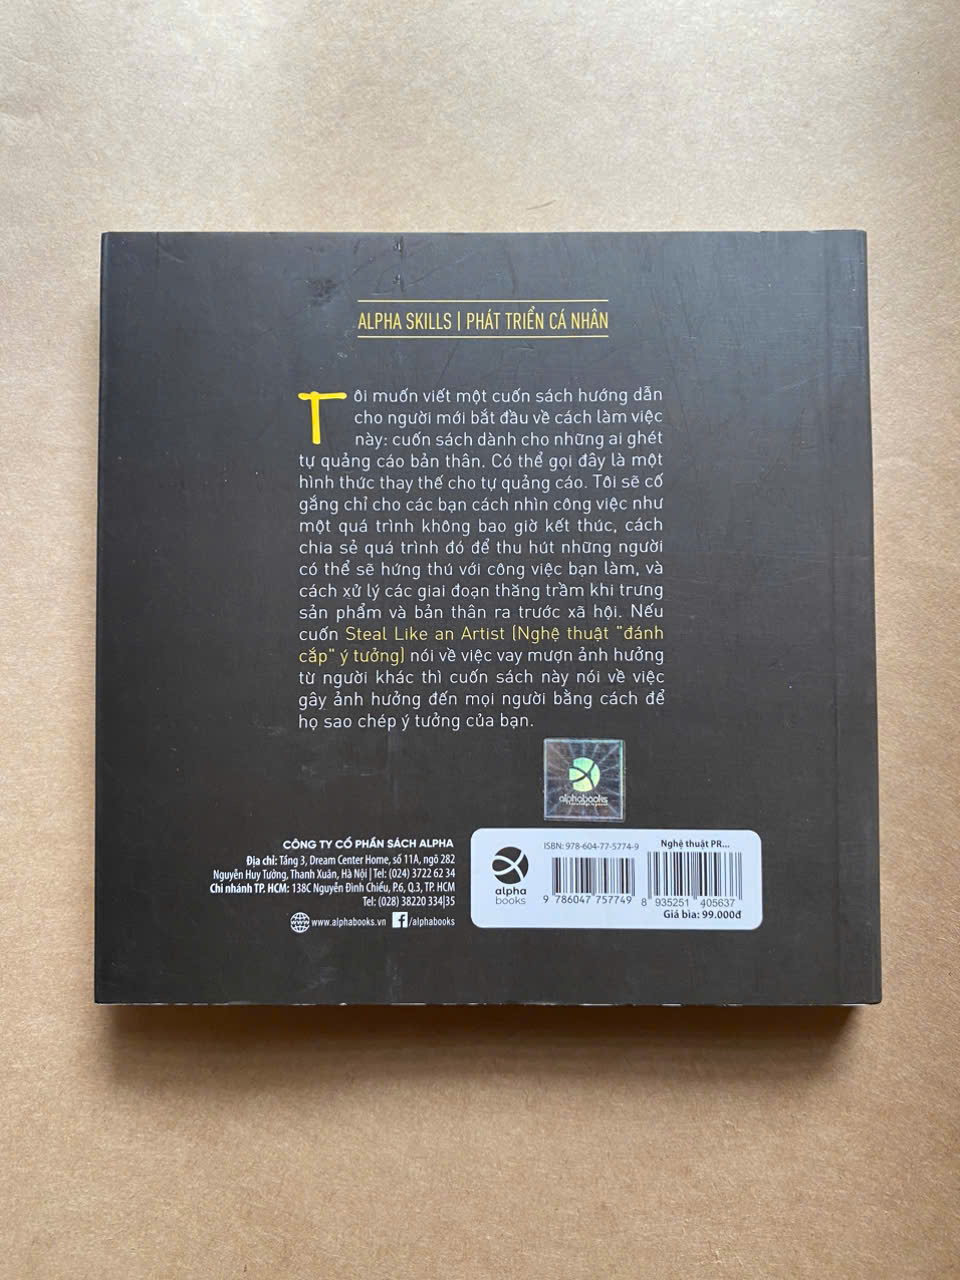 ALPHA SKILLS | PHÁT TRIỂN CÁ NHÂN
Tôi muốn viết một cuốn sách hướng dẫn
cho người mới bắt đầu về cách làm việc
này: cuốn sách dành cho những ai ghét
tự quảng cáo bản thân. Có thể gọi đây là một
hình thức thay thế cho tự quảng cáo. Tôi sẽ cố
gắng chỉ cho các bạn cách nhìn công việc như
một quá trình không bao giờ kết thúc, cách
chia sẻ quá trình đó để thu hút những người
có thể sẽ hứng thú với công việc bạn làm, và
cách xử lý các giai đoạn thăng trầm khi trưng
sản phẩm và bản thân ra trước xã hội. Nếu
cuốn Steal Like an Artist (Nghệ thuật "đánh
cắp" ý tưởng) nói về việc vay mượn ảnh hưởng
từ người khác thì cuốn sách này nói về việc
gây ảnh hưởng đến mọi người bằng cách để
họ sao chép ý tưởng của bạn.
alphabooks
CÔNG TY CỔ PHẦN SÁCH ALPHA
Địa chỉ: Tầng 3, Dream Center Home, số 11A, ngõ 282
Nguyễn Huy Tưởng, Thanh Xuân, Hà Nội | Tel: (024) 3722 62 34
Chi nhánh TP. HCM: 138C Nguyễn Đình Chiểu, P.6, Q.3, TP. HCM
Tel: (028) 38220 334|35
www.alphabooks.vn f/alphabooks
alpha
books
ISBN: 978-604-77-5774-9
9 786047 757749
Nghệ thuật PR...
8 935251 405637
Giá bìa: 99.000đ